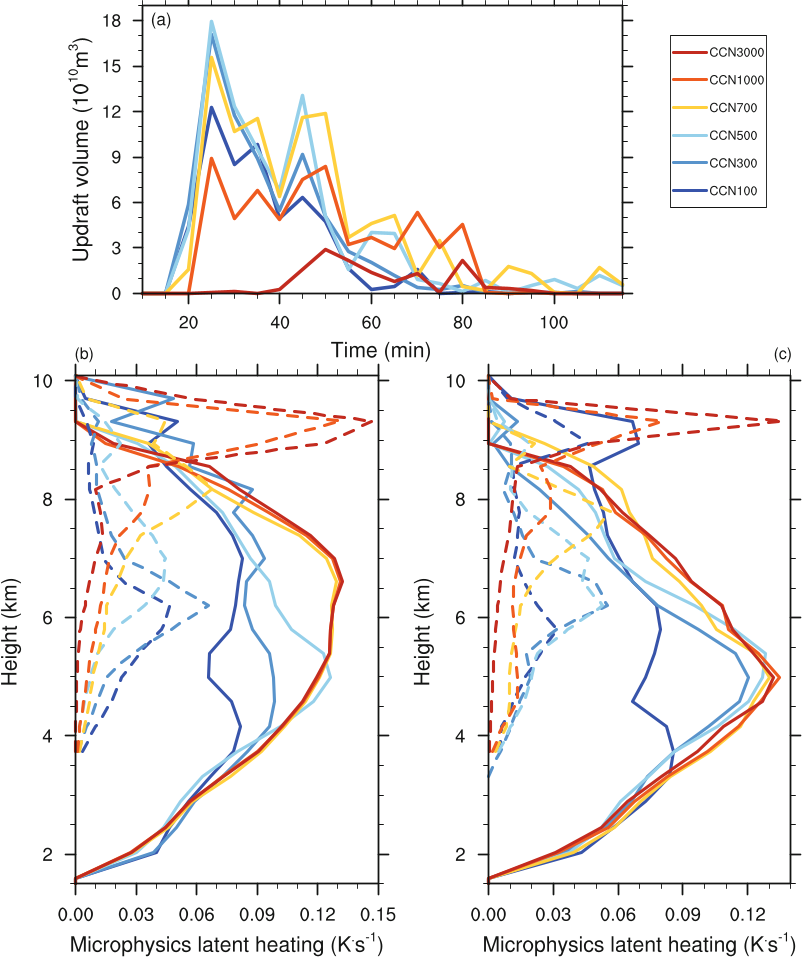 (a)
18
15
12
9
6
3
0
Updraft volume (10¹⁰m³)
20
40
60
80
100
Time (min)
CCN3000
CCN1000
CCN700
CCN500
CCN300
CCN100
(b)
10
8
6
4
2
Height (km)
0.00
0.03
0.06
0.09
0.12
0.15
Microphysics latent heating (K·s⁻¹)
(c)
10
8
6
4
2
Height (km)
0.00
0.03
0.06
0.09
0.12
Microphysics latent heating (K·s⁻¹)